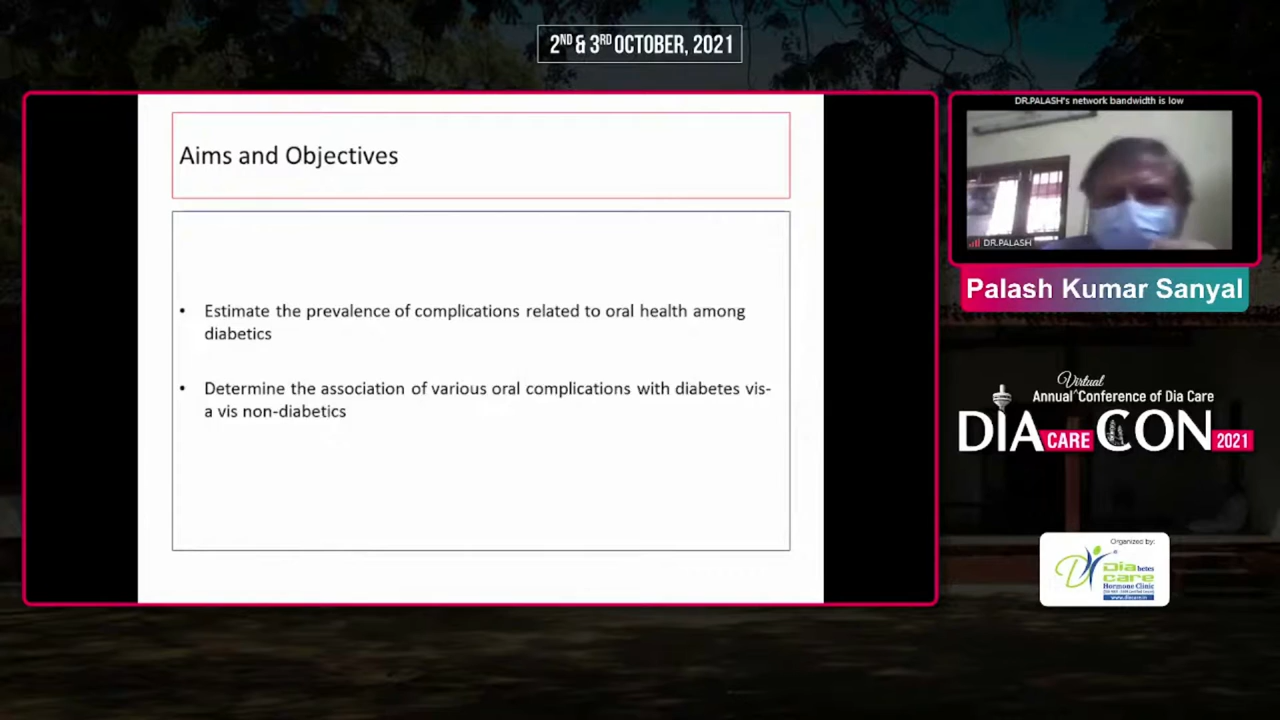 2ND & 3RD OCTOBER, 2021
Aims and Objectives
• Estimate the prevalence of complications related to oral health among
diabetics
• Determine the association of various oral complications with diabetes vis-
a vis non-diabetics
DR.PALASH's network bandwidth is low
DR.PALASH
Palash Kumar Sanyal
Virtual
Annual ^ Conference of Dia Care
DIA CARE CON 2021
Organized by:
Diabetes
care
Hormone Clinic